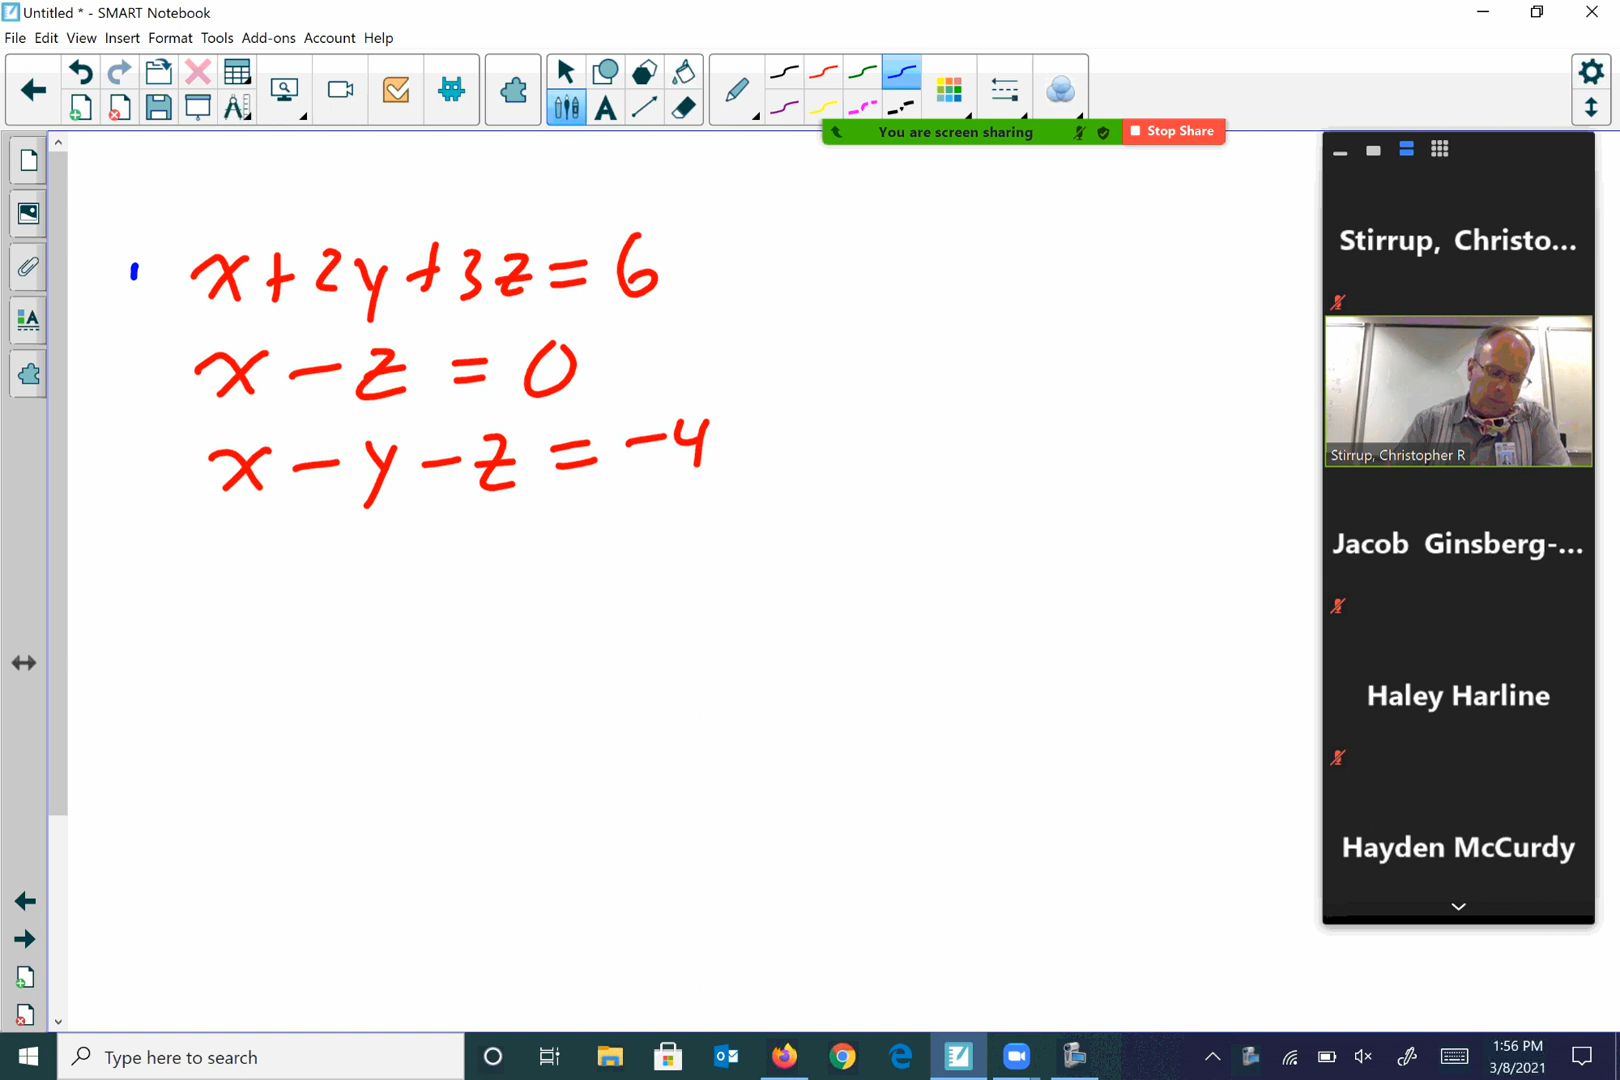 Untitled * - SMART Notebook
File Edit View Insert Format Tools Add-ons Account Help
You are screen sharing
Stop Share
x+2y+3z=6
x-z=0
x-y-z=-4
Stirrup, Christo...
Stirrup, Christopher R
Jacob Ginsberg-...
Haley Harline
Hayden McCurdy
Type here to search
1:56 PM
3/8/2021